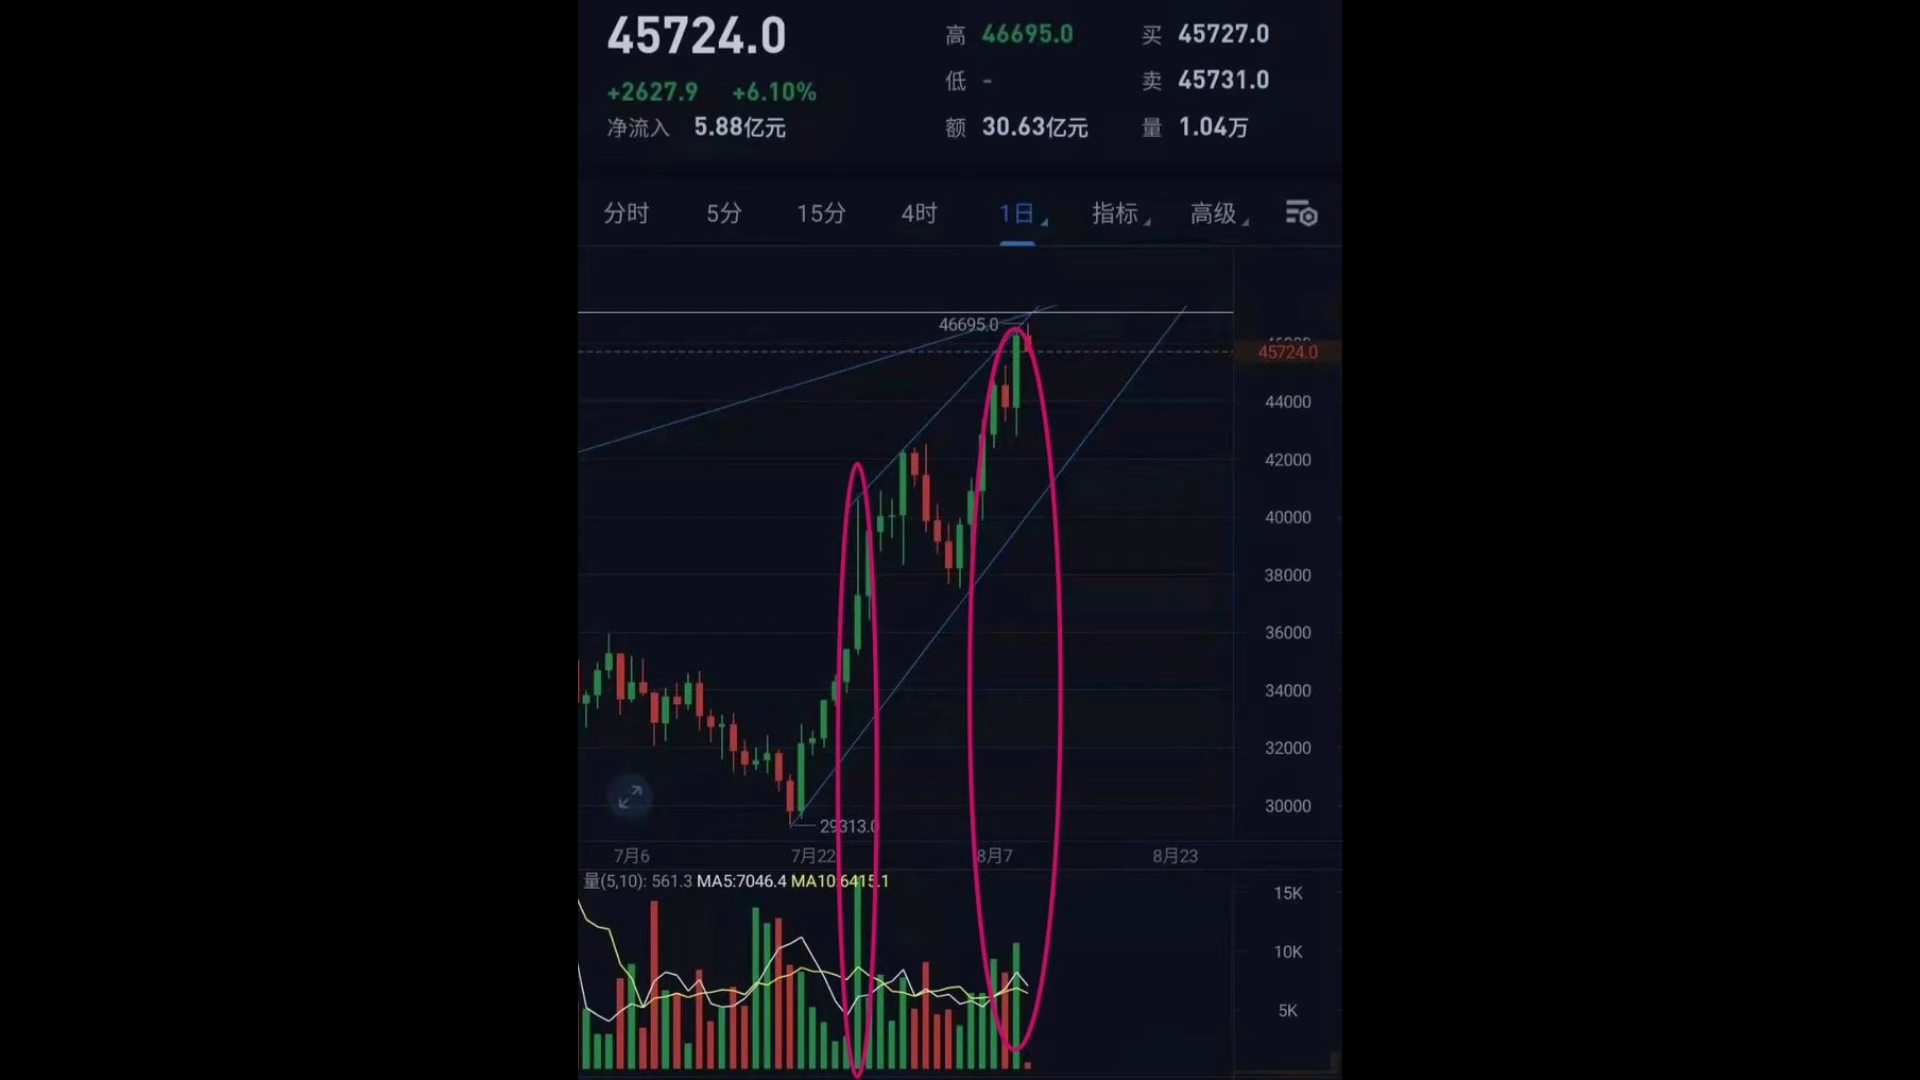 45724.0
高 46695.0 买 45727.0
+2627.9 +6.10% 低 - 卖 45731.0
净流入 5.88亿元 额 30.63亿元 量 1.04万
分时 5分 15分 4时 1日 指标 高级
46695.0
45724.0
44000
42000
40000
38000
36000
34000
32000
30000
29313.0
7月6 7月22 8月7 8月23
量(5,10): 561.3 MA5:7046.4 MA10:6415.1
15K
10K
5K